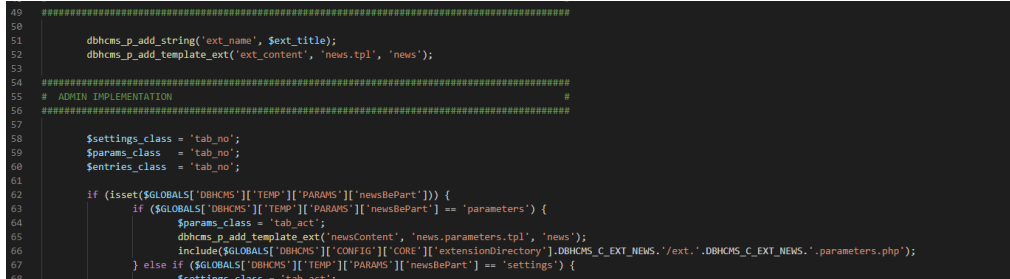 49 #############################################################################################
50
51 dbhcms_p_add_string('ext_name', $ext_title);
52 dbhcms_p_add_template_ext('ext_content', 'news.tpl', 'news');
53
54 #############################################################################################
55 # ADMIN IMPLEMENTATION #
56 #############################################################################################
57
58 $settings_class = 'tab_no';
59 $params_class = 'tab_no';
60 $entries_class = 'tab_no';
61
62 if (isset($GLOBALS['DBHCMS']['TEMP']['PARAMS']['newsBePart'])) {
63 if ($GLOBALS['DBHCMS']['TEMP']['PARAMS']['newsBePart'] == 'parameters') {
64 $params_class = 'tab_act';
65 dbhcms_p_add_template_ext('newsContent', 'news.parameters.tpl', 'news');
66 include($GLOBALS['DBHCMS']['CONFIG']['CORE']['extensionDirectory'].DBHCMS_C_EXT_NEWS.'/ext.'.DBHCMS_C_EXT_NEWS.'.parameters.php');
67 } else if ($GLOBALS['DBHCMS']['TEMP']['PARAMS']['newsBePart'] == 'settings') {
68 $settings_class = 'tab_act';